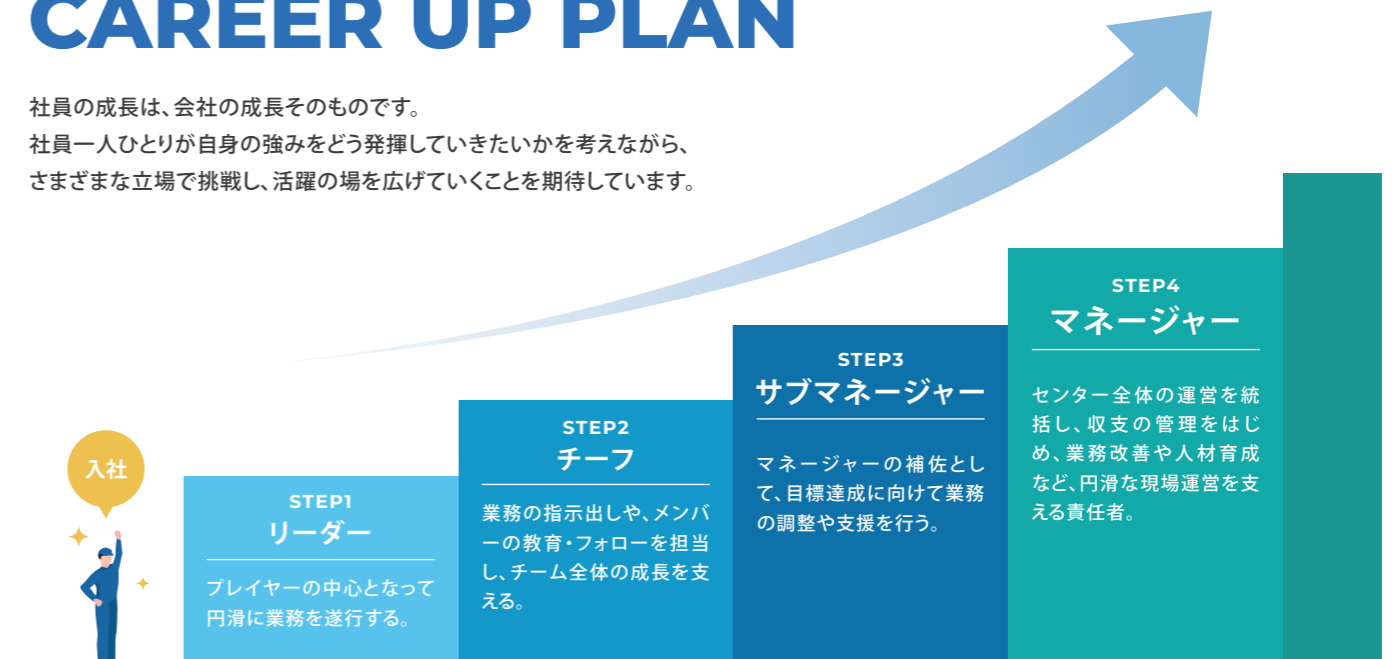 CAREER UP PLAN
社員の成長は、会社の成長そのものです。
社員一人ひとりが自身の強みをどう発揮していきたいかを考えながら、
さまざまな立場で挑戦し、活躍の場を広げていくことを期待しています。
入社
STEP1
リーダー
プレイヤーの中心となって
円滑に業務を遂行する。
STEP2
チーフ
業務の指示出しや、メンバ
ーの教育・フォローを担当
し、チーム全体の成長を支
える。
STEP3
サブマネージャー
マネージャーの補佐とし
て、目標達成に向けて業務
の調整や支援を行う。
STEP4
マネージャー
センター全体の運営を統
括し、収支の管理をはじ
め、業務改善や人材育成
など、円滑な現場運営を支
える責任者。